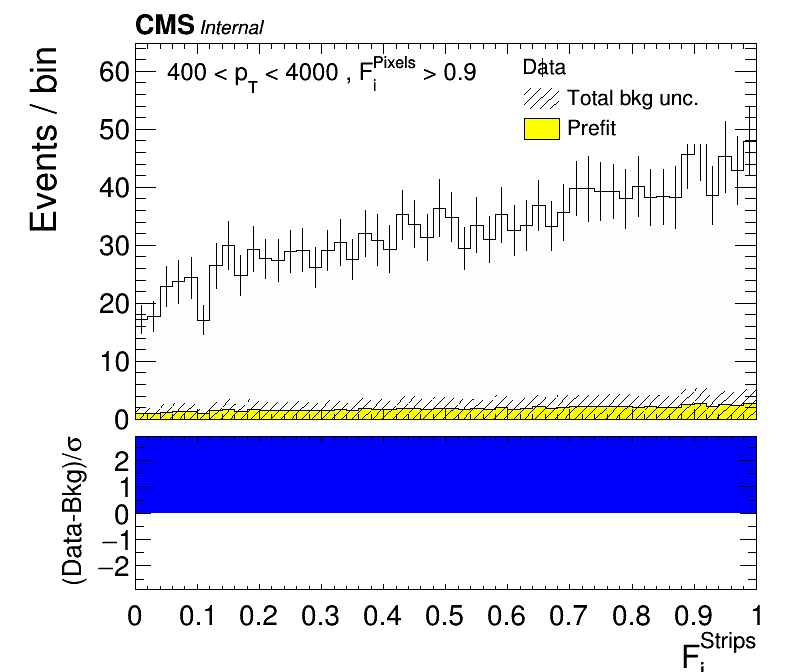 CMS Internal
400 < p_T < 4000 , F_i^Pixels > 0.9
Data
Total bkg unc.
Prefit
Events / bin
60
50
40
30
20
10
0
(Data-Bkg)/σ
2
1
0
−1
−2
0 0.1 0.2 0.3 0.4 0.5 0.6 0.7 0.8 0.9 1
F_i^Strips